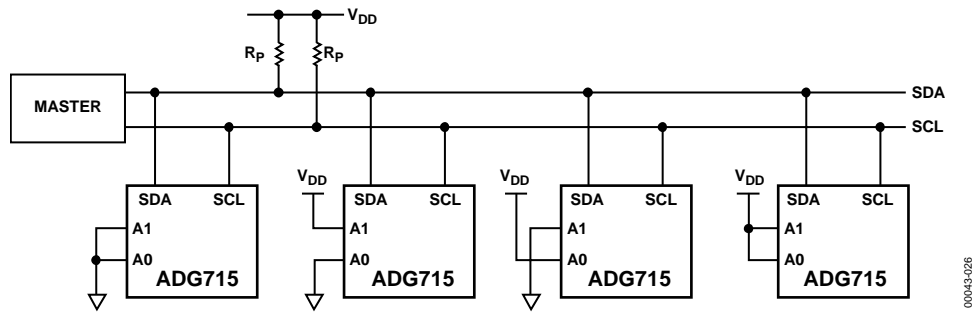 VDD
RP RP
MASTER
SDA
SCL
VDD VDD VDD
SDA SCL SDA SCL SDA SCL SDA SCL
A1 A1 A1 A1
A0 A0 A0 A0
ADG715 ADG715 ADG715 ADG715
00043-026